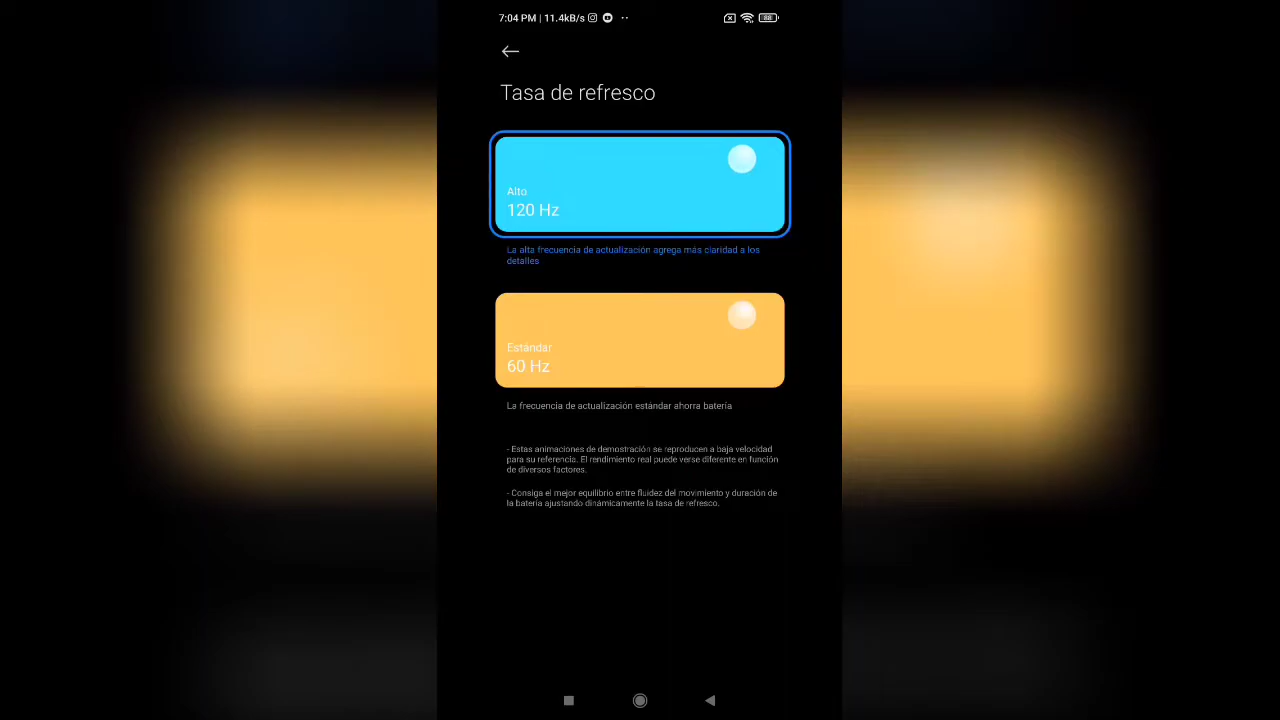 7:04 PM | 11.4kB/s
88
Tasa de refresco
Alto
120 Hz
La alta frecuencia de actualización agrega más claridad a los
detalles
Estándar
60 Hz
La frecuencia de actualización estándar ahorra batería
- Estas animaciones de demostración se reproducen a baja velocidad
para su referencia. El rendimiento real puede verse diferente en función
de diversos factores.
- Consiga el mejor equilibrio entre fluidez del movimiento y duración de
la batería ajustando dinámicamente la tasa de refresco.